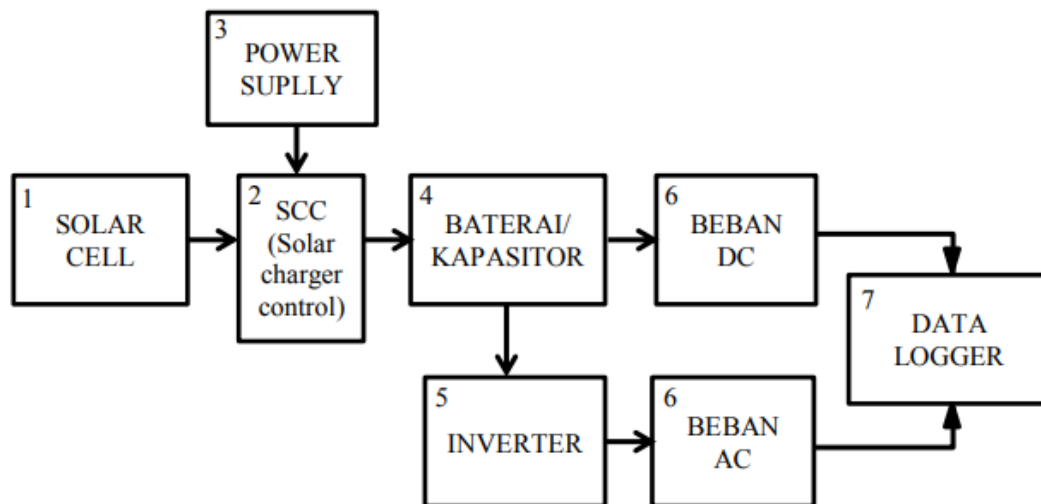 3
POWER
SUPLLY
1
SOLAR
CELL
2
SCC
(Solar
charger
control)
4
BATERAI/
KAPASITOR
6
BEBAN
DC
7
DATA
LOGGER
5
INVERTER
6
BEBAN
AC